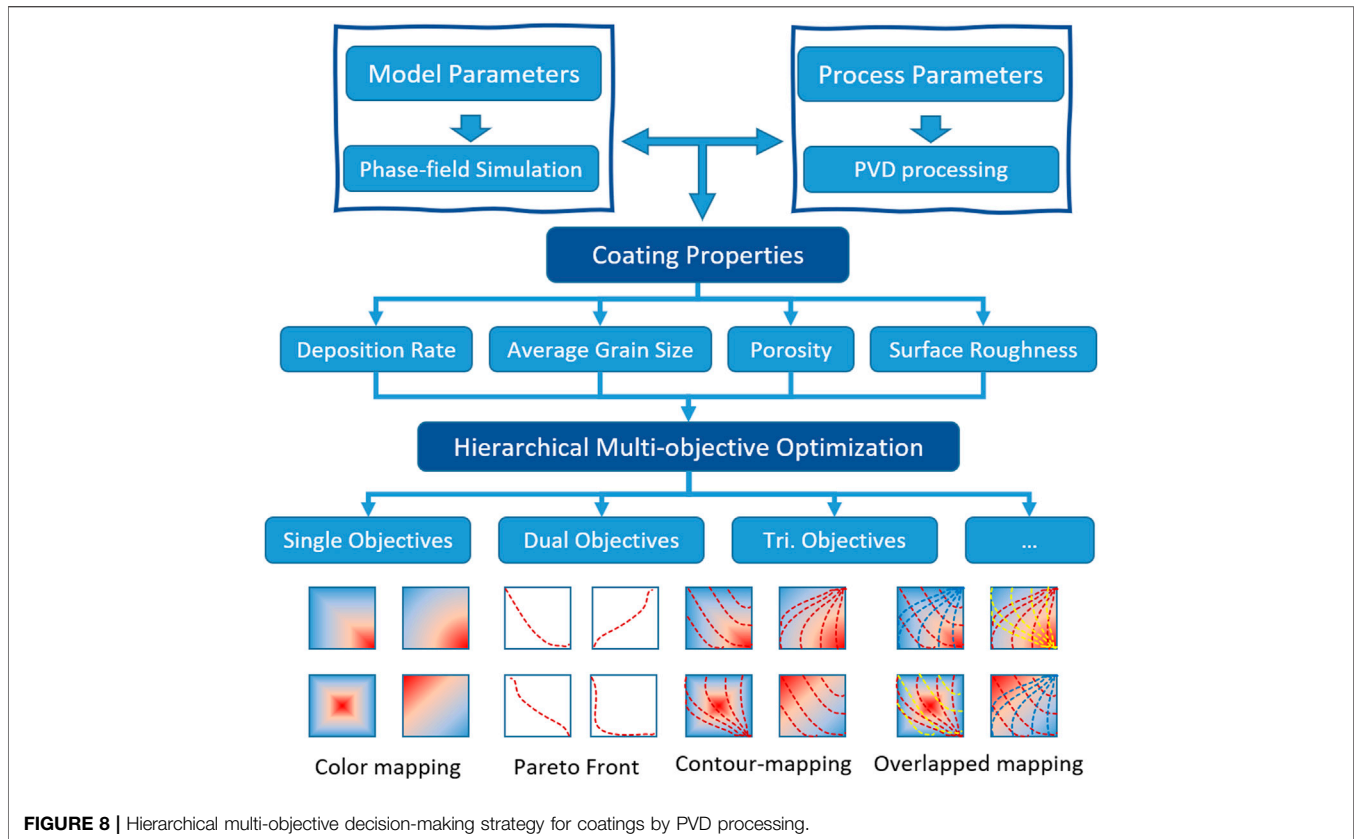 Model Parameters
Process Parameters
Phase-field Simulation
PVD processing
Coating Properties
Deposition Rate
Average Grain Size
Porosity
Surface Roughness
Hierarchical Multi-objective Optimization
Single Objectives
Dual Objectives
Tri. Objectives
...
Color mapping
Pareto Front
Contour-mapping
Overlapped mapping
FIGURE 8 | Hierarchical multi-objective decision-making strategy for coatings by PVD processing.